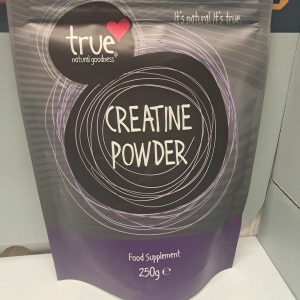 It's natural. It's true.
true
natural goodness®
CREATINE
POWDER
Food Supplement
250g ℮